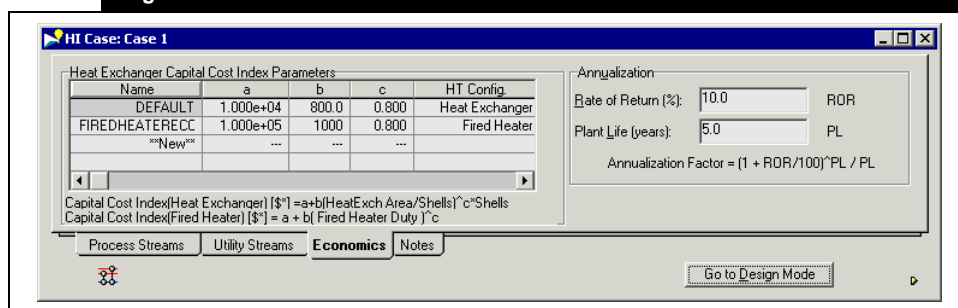 HI Case: Case 1
Heat Exchanger Capital Cost Index Parameters
Name a b c HT Config.
DEFAULT 1.000e+04 800.0 0.800 Heat Exchanger
FIREDHEATERECC 1.000e+05 1000 0.800 Fired Heater
**New** --- --- ---
Capital Cost Index(Heat Exchanger) [$*] =a+b(HeatExch Area/Shells)^c*Shells
Capital Cost Index(Fired Heater) [$*] = a + b( Fired Heater Duty )^c
Annualization
Rate of Return (%): 10.0 ROR
Plant Life (years): 5.0 PL
Annualization Factor = (1 + ROR/100)^PL / PL
Process Streams Utility Streams Economics Notes
Go to Design Mode